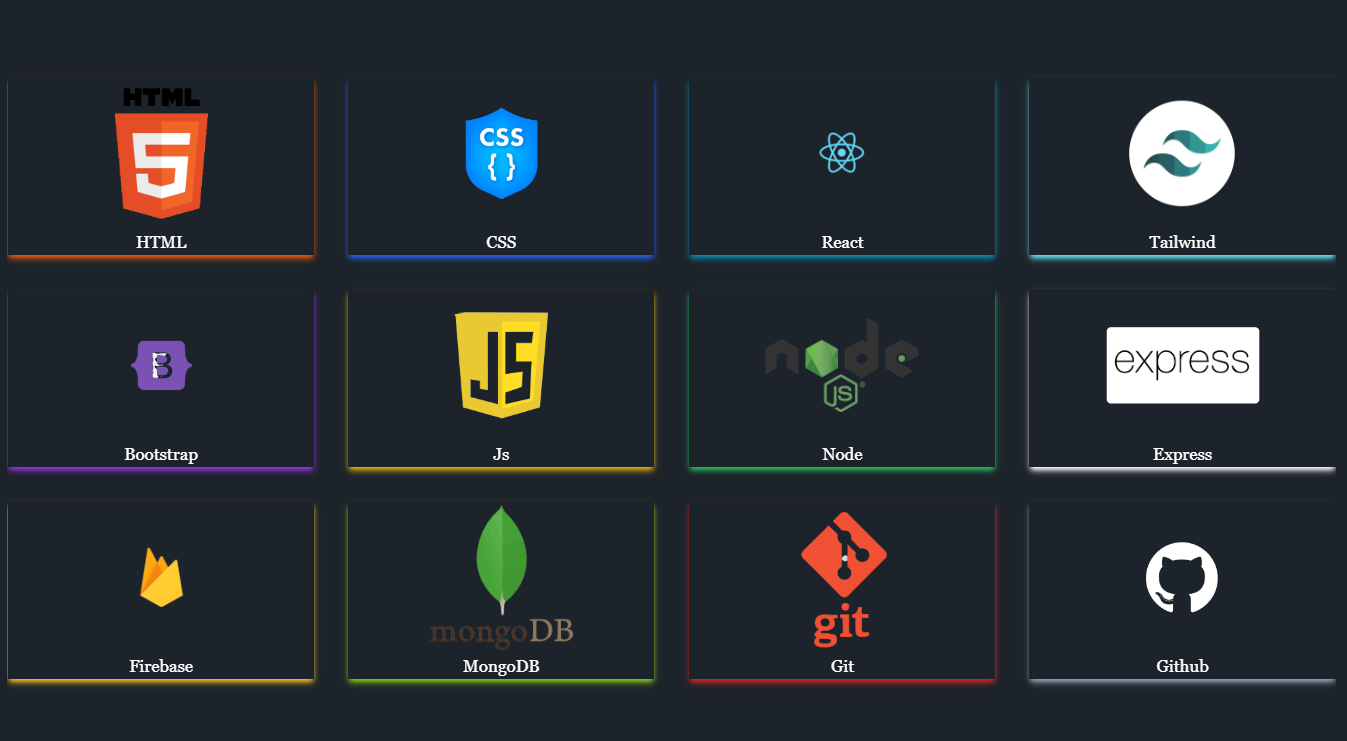 HTML
5
HTML
CSS
{ }
CSS
React
Tailwind
B
Bootstrap
JS
Js
node
JS
Node
express
Express
Firebase
mongoDB
MongoDB
git
Git
Github